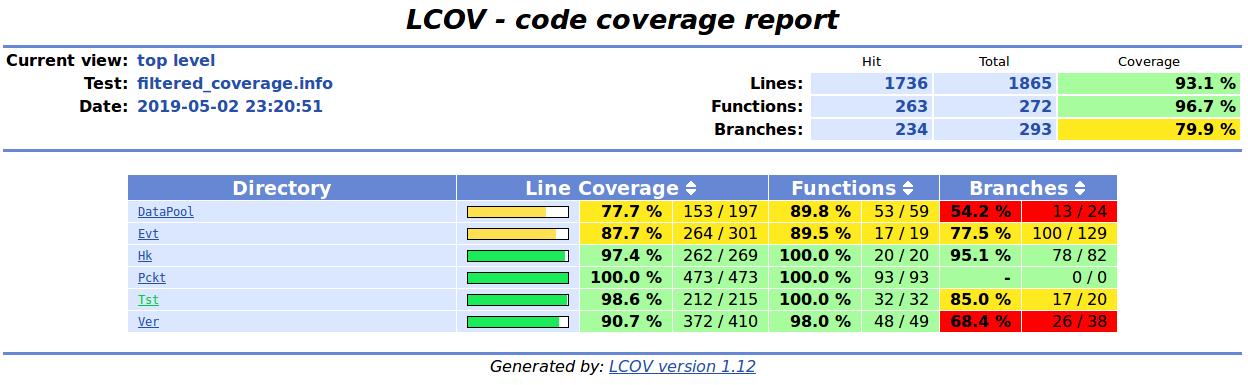 LCOV - code coverage report
Current view: top level
Test: filtered_coverage.info
Date: 2019-05-02 23:20:51
Hit Total Coverage
Lines: 1736 1865 93.1 %
Functions: 263 272 96.7 %
Branches: 234 293 79.9 %
Directory Line Coverage Functions Branches
DataPool 77.7 % 153 / 197 89.8 % 53 / 59 54.2 % 13 / 24
Evt 87.7 % 264 / 301 89.5 % 17 / 19 77.5 % 100 / 129
Hk 97.4 % 262 / 269 100.0 % 20 / 20 95.1 % 78 / 82
Pckt 100.0 % 473 / 473 100.0 % 93 / 93 - 0 / 0
Tst 98.6 % 212 / 215 100.0 % 32 / 32 85.0 % 17 / 20
Ver 90.7 % 372 / 410 98.0 % 48 / 49 68.4 % 26 / 38
Generated by: LCOV version 1.12